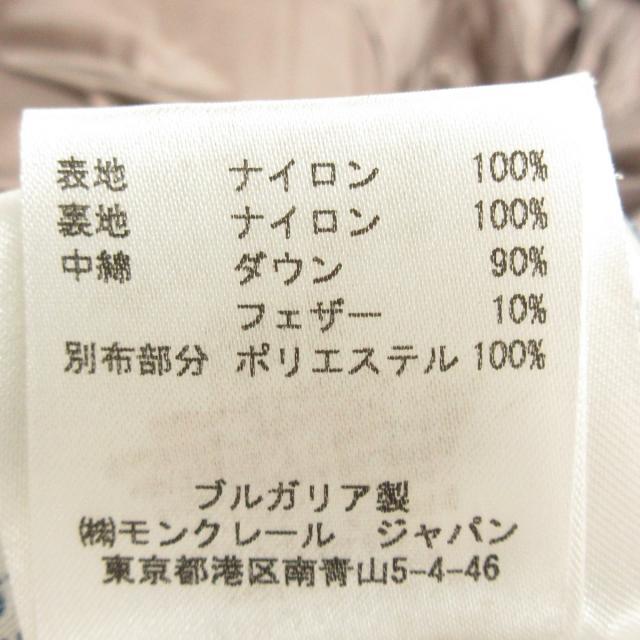 表地 ナイロン 100%
裏地 ナイロン 100%
中綿 ダウン 90%
フェザー 10%
別布部分 ポリエステル 100%
ブルガリア製
㈱モンクレール ジャパン
東京都港区南青山5-4-46